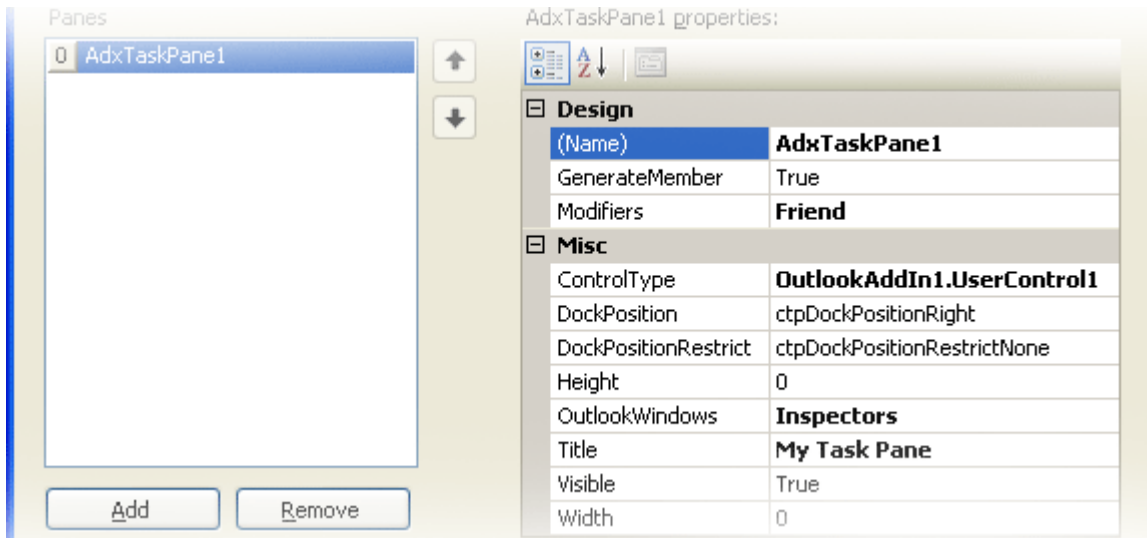 Panes
0 AdxTaskPane1
Add
Remove
AdxTaskPane1 properties:
A
Z
Design
(Name) AdxTaskPane1
GenerateMember True
Modifiers Friend
Misc
ControlType OutlookAddIn1.UserControl1
DockPosition ctpDockPositionRight
DockPositionRestrict ctpDockPositionRestrictNone
Height 0
OutlookWindows Inspectors
Title My Task Pane
Visible True
Width 0